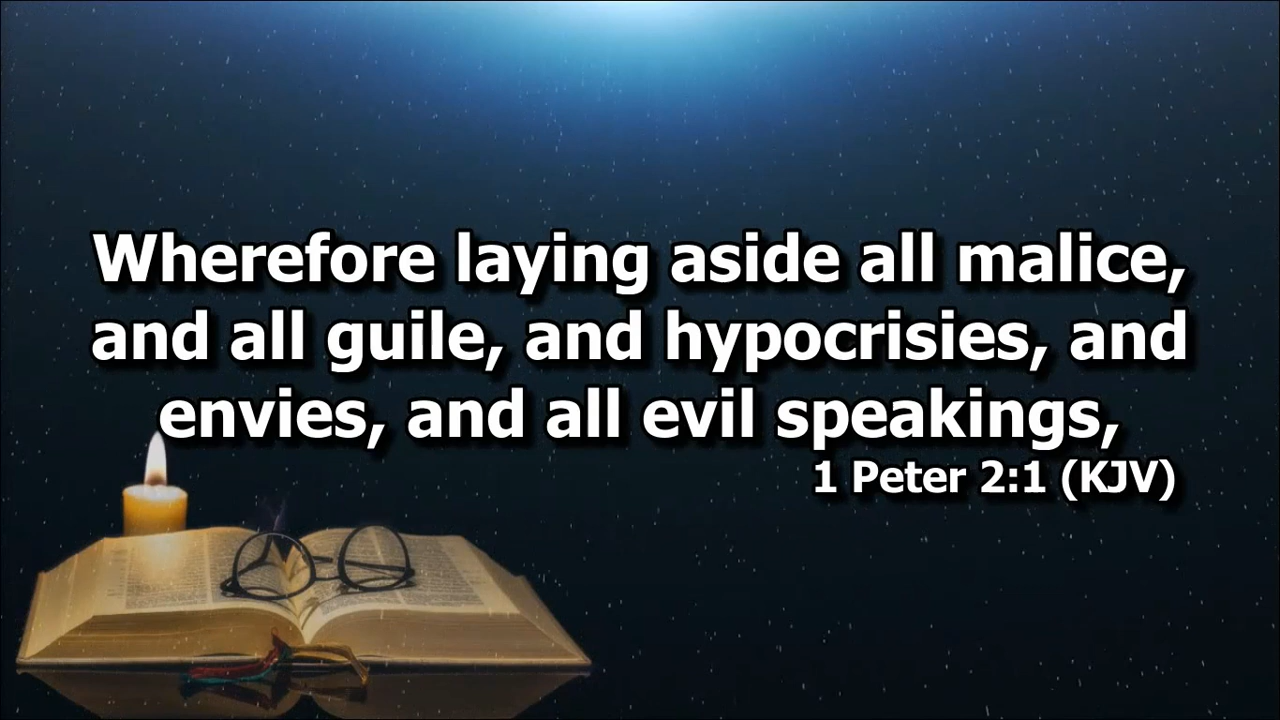 Wherefore laying aside all malice,
and all guile, and hypocrisies, and
envies, and all evil speakings,
1 Peter 2:1 (KJV)